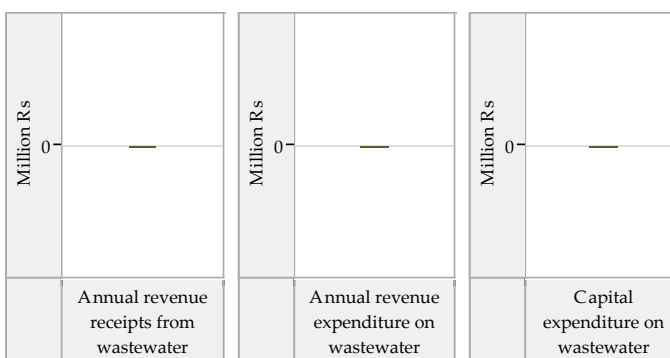 Million Rs
0
Annual revenue
receipts from
wastewater
Million Rs
0
Annual revenue
expenditure on
wastewater
Million Rs
0
Capital
expenditure on
wastewater